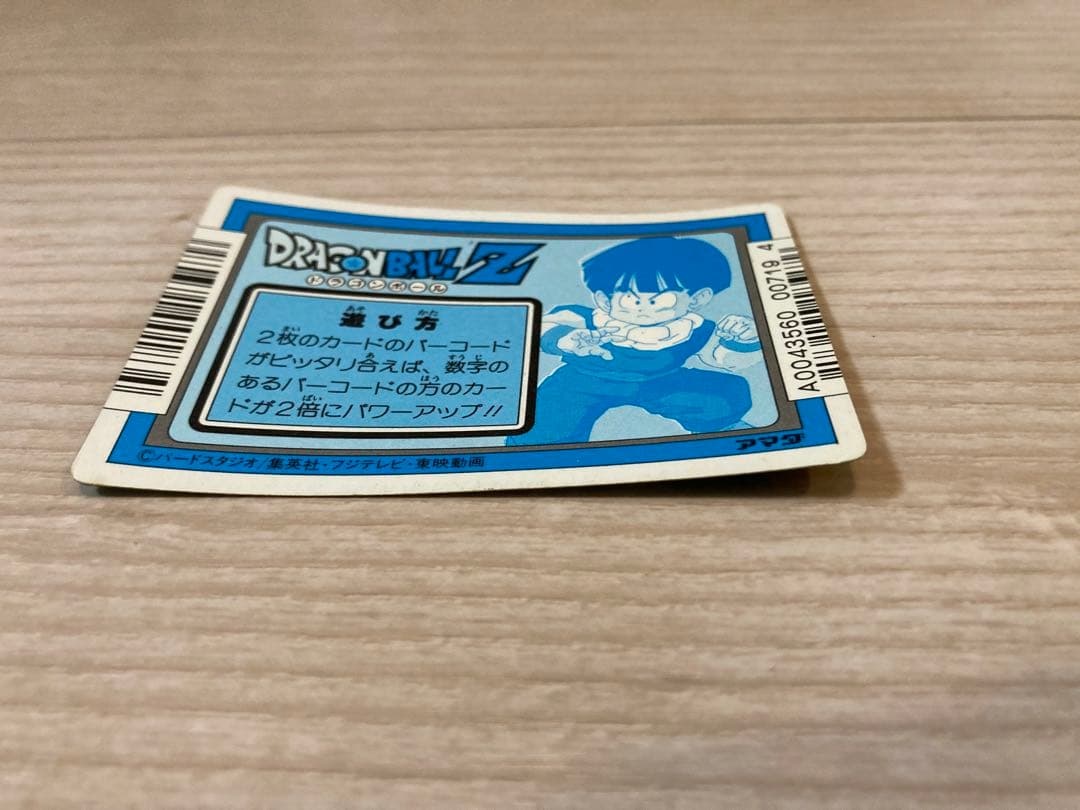 DRAGON BALL Z
ドラゴンボール
遊び方
2枚のカードのバーコード
がピッタリ合えば、数字の
あるバーコードの方のカー
ドが2倍にパワーアップ!!
A0043560 00719 4
アマダ
©バードスタジオ/集英社・フジテレビ・東映動画